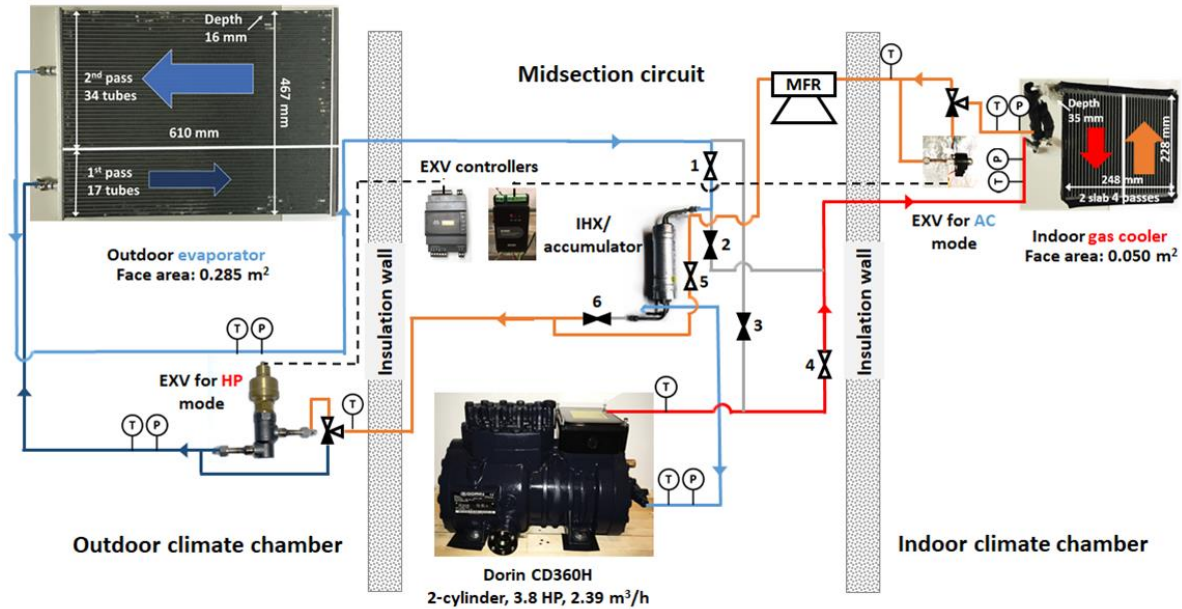 Depth
16 mm
2nd pass
34 tubes
467 mm
610 mm
1st pass
17 tubes
Outdoor evaporator
Face area: 0.285 m²
Insulation wall
Midsection circuit
EXV controllers
IHX/
accumulator
1
2
5
6
3
4
MFR
T
T
P
P
T
Depth
35 mm
228 mm
248 mm
2 slab 4 passes
EXV for AC
mode
Indoor gas cooler
Face area: 0.050 m²
Insulation wall
T
P
EXV for HP
mode
T
T
P
T
T
P
Outdoor climate chamber
Indoor climate chamber
Dorin CD360H
2-cylinder, 3.8 HP, 2.39 m³/h